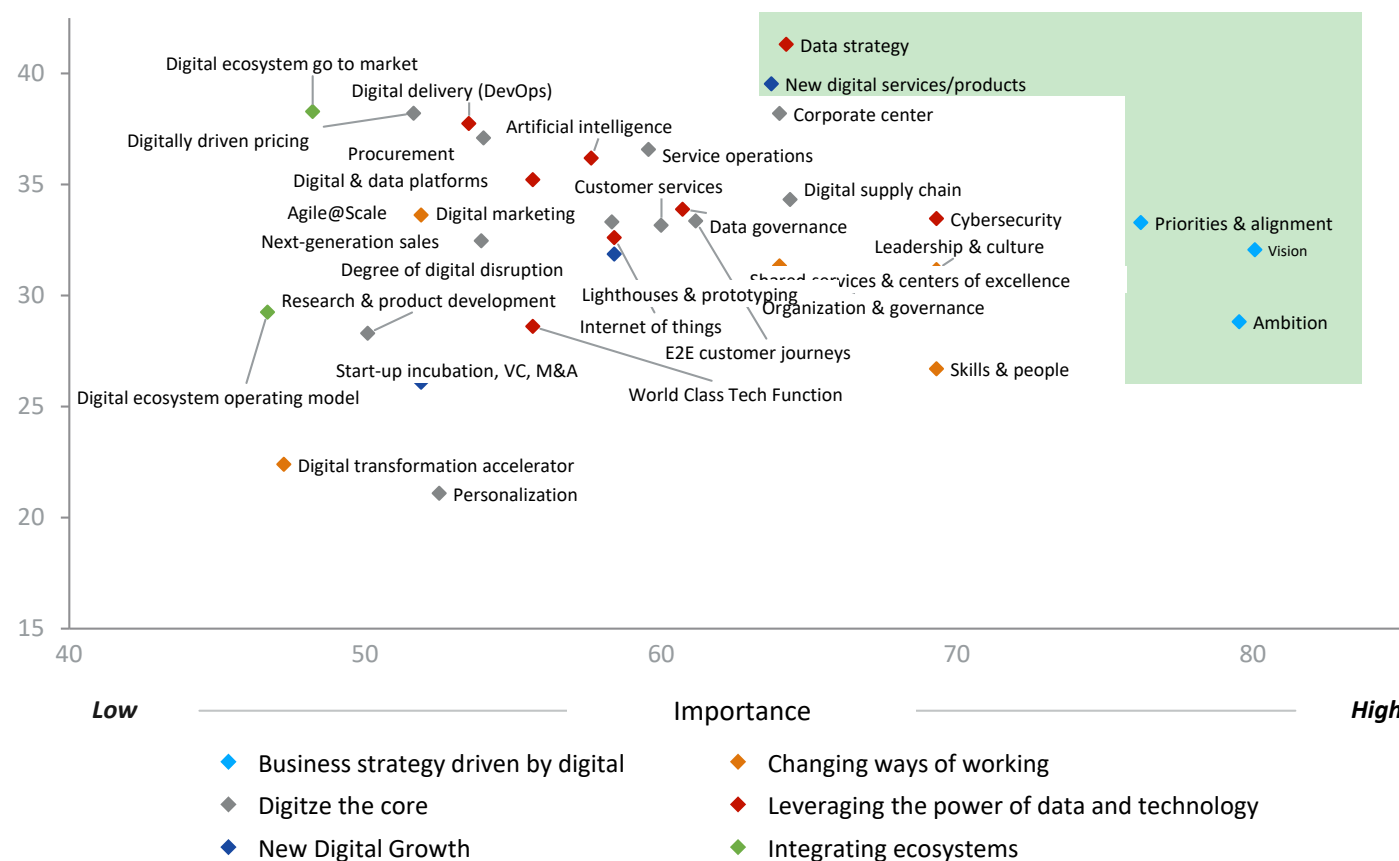 Data strategy
Digital ecosystem go to market
40
New digital services/products
Digital delivery (DevOps)
Corporate center
Artificial intelligence
Digitally driven pricing
Procurement
Service operations
35
Digital & data platforms
Customer services
Digital supply chain
Agile@Scale
Digital marketing
Cybersecurity
Priorities & alignment
Data governance
Next-generation sales
Leadership & culture
Vision
Degree of digital disruption
Shared services & centers of excellence
30
Research & product development
Lighthouses & prototyping
Organization & governance
Internet of things
Ambition
E2E customer journeys
Start-up incubation, VC, M&A
Skills & people
25
Digital ecosystem operating model
World Class Tech Function
Digital transformation accelerator
Personalization
20
15
40 50 60 70 80
Low Importance High
Business strategy driven by digital
Changing ways of working
Digitze the core
Leveraging the power of data and technology
New Digital Growth
Integrating ecosystems